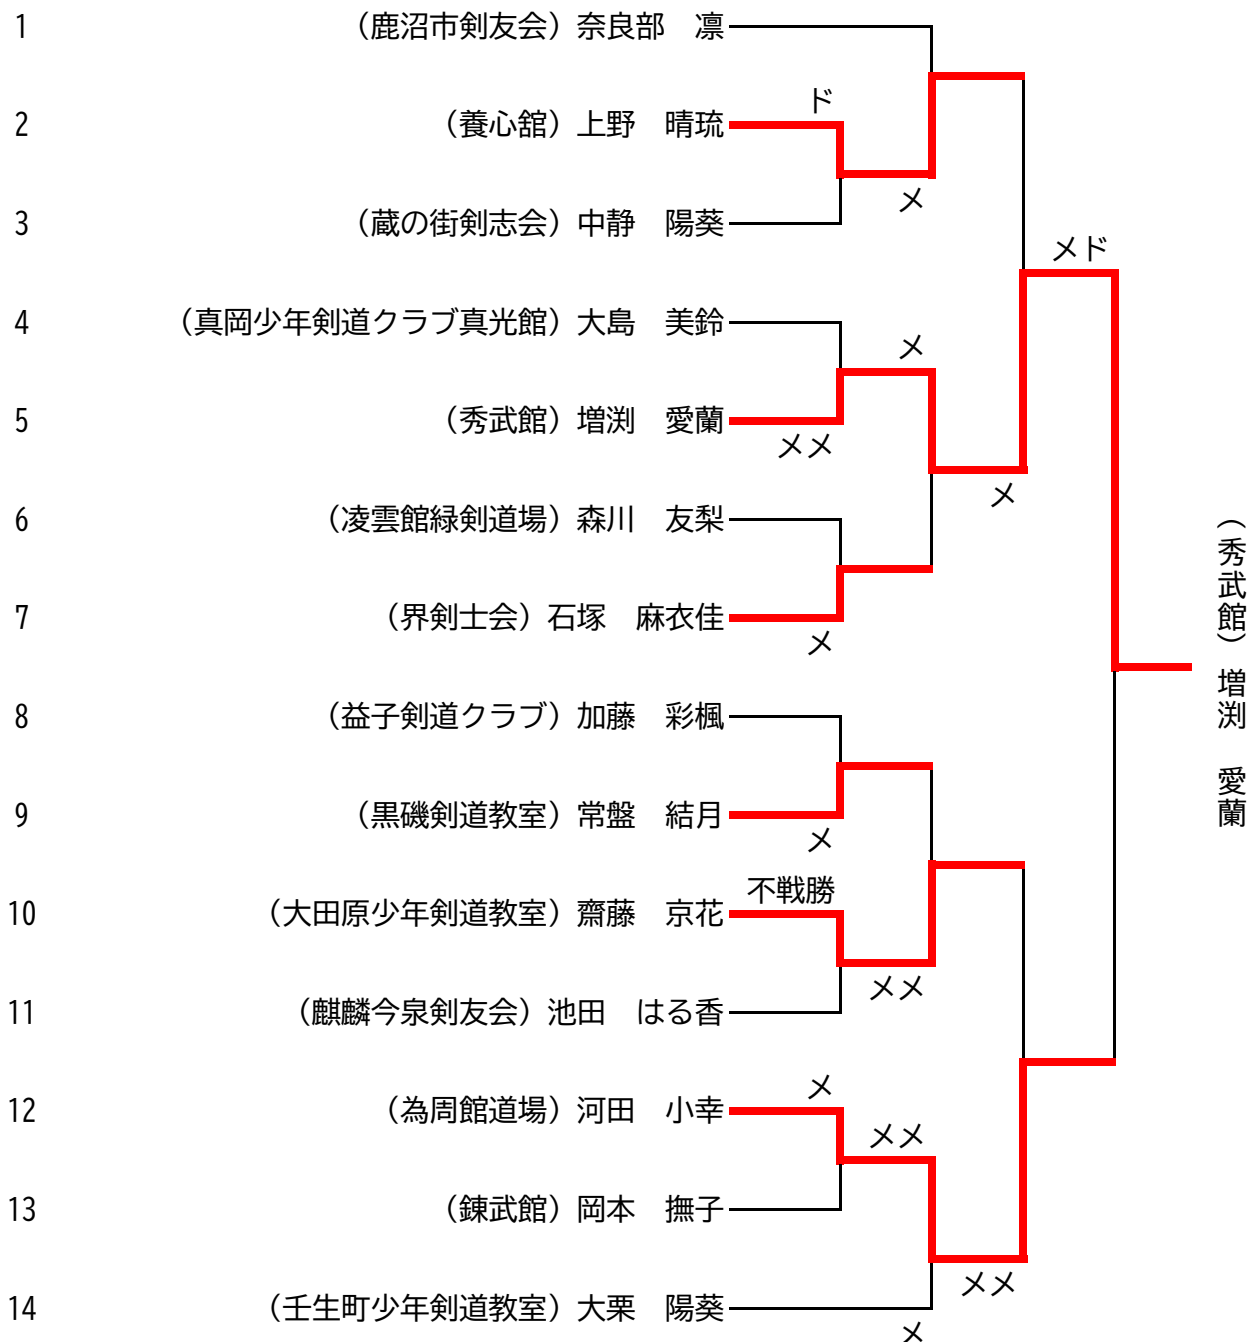 1 （鹿沼市剣友会）奈良部　凛
ド
2 （養心舘）上野　晴琉
メ
3 （蔵の街剣志会）中静　陽葵
メド
4 （真岡少年剣道クラブ真光館）大島　美鈴
メ
5 （秀武館）増渕　愛蘭
メメ
メ
6 （凌雲館緑剣道場）森川　友梨
7 （界剣士会）石塚　麻衣佳
メ
（秀武館）増渕　愛蘭
8 （益子剣道クラブ）加藤　彩楓
9 （黒磯剣道教室）常盤　結月
メ
不戦勝
10 （大田原少年剣道教室）齋藤　京花
メメ
11 （麒麟今泉剣友会）池田　はる香
メ
12 （為周館道場）河田　小幸
メメ
13 （錬武館）岡本　撫子
メメ
14 （壬生町少年剣道教室）大栗　陽葵
メ